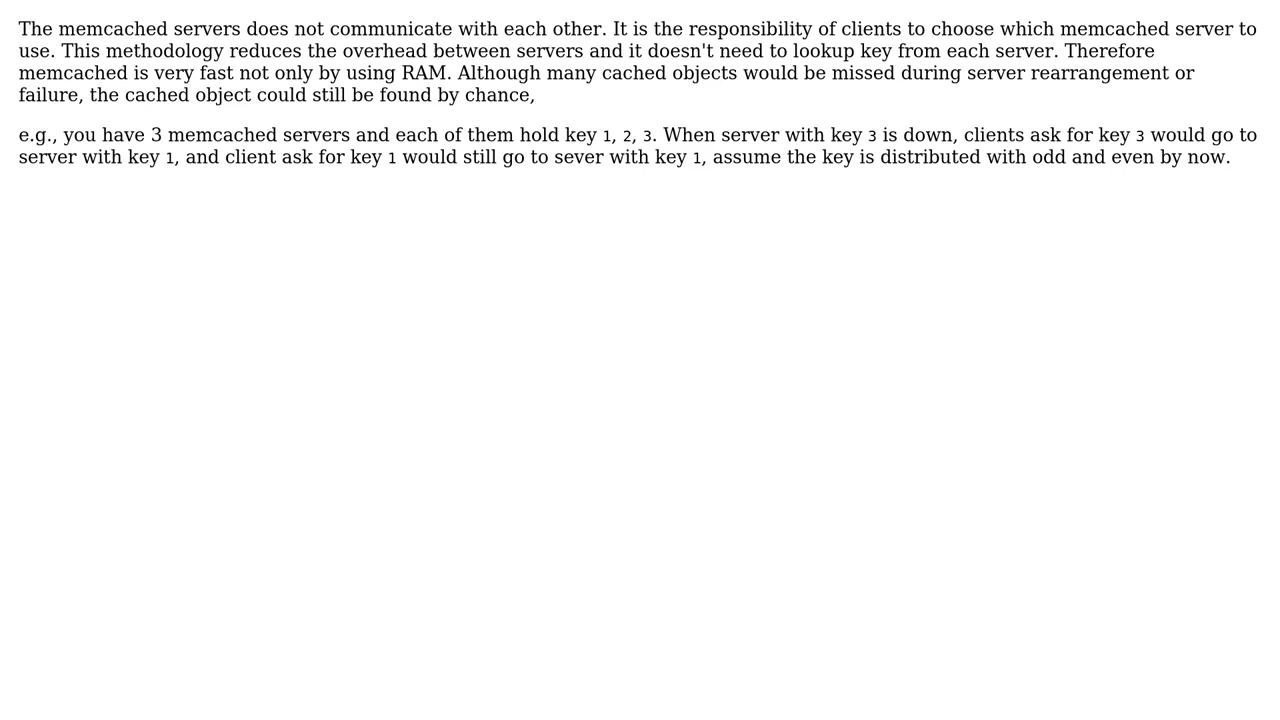 The memcached servers does not communicate with each other. It is the responsibility of clients to choose which memcached server to
use. This methodology reduces the overhead between servers and it doesn't need to lookup key from each server. Therefore
memcached is very fast not only by using RAM. Although many cached objects would be missed during server rearrangement or
failure, the cached object could still be found by chance,
e.g., you have 3 memcached servers and each of them hold key 1, 2, 3. When server with key 3 is down, clients ask for key 3 would go to
server with key 1, and client ask for key 1 would still go to sever with key 1, assume the key is distributed with odd and even by now.